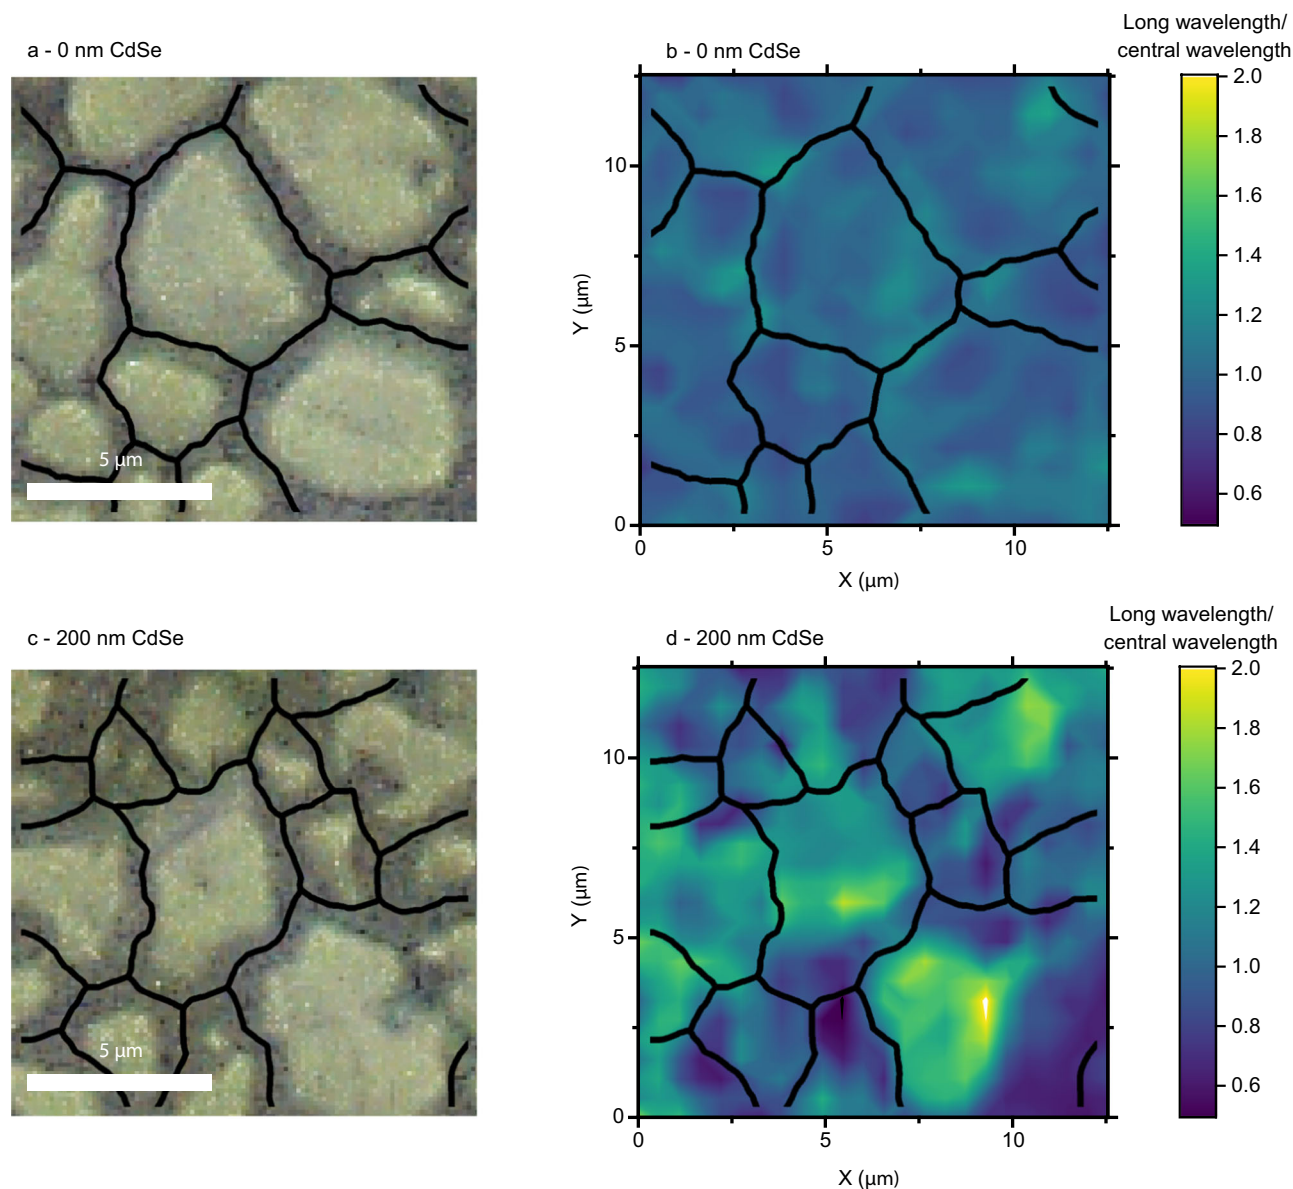 a - 0 nm CdSe
5 µm
b - 0 nm CdSe
Long wavelength/
central wavelength
2.0
1.8
1.6
1.4
1.2
1.0
0.8
0.6
10
5
0
Y (µm)
0
5
10
X (µm)
c - 200 nm CdSe
5 µm
d - 200 nm CdSe
Long wavelength/
central wavelength
2.0
1.8
1.6
1.4
1.2
1.0
0.8
0.6
10
5
0
Y (µm)
0
5
10
X (µm)